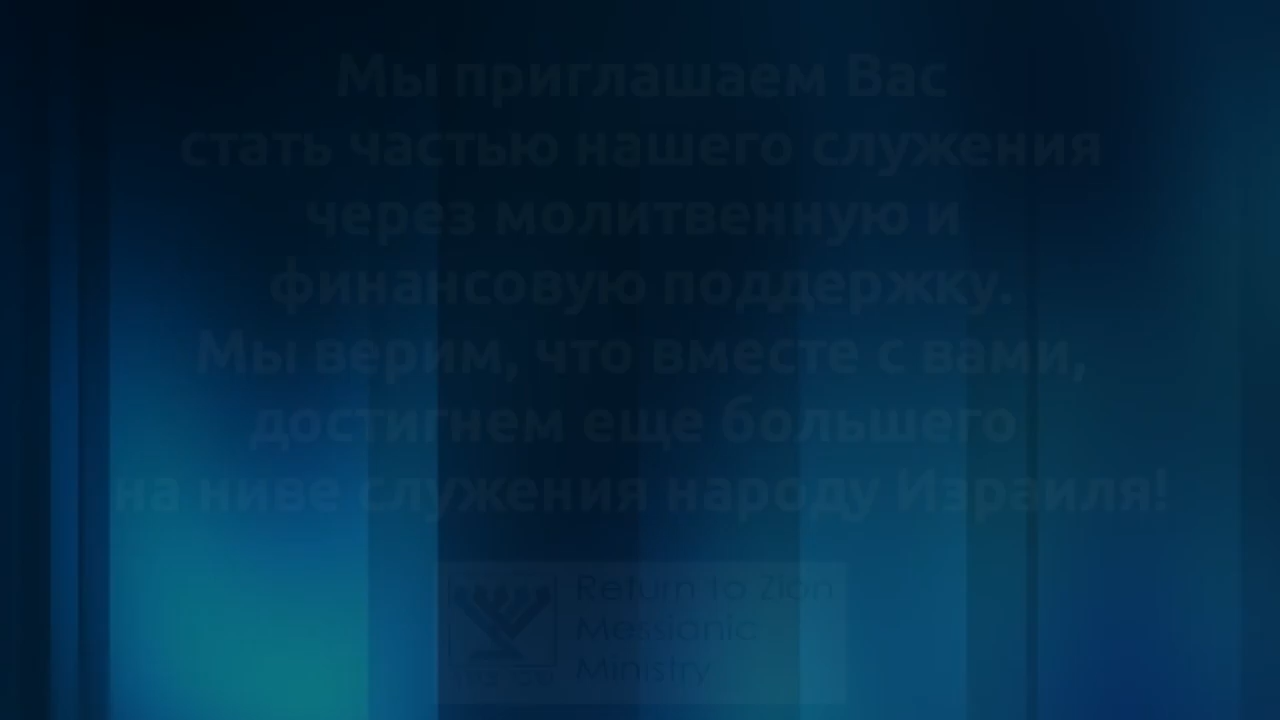 Мы приглашаем Вас
стать частью нашего служения
через молитвенную и
финансовую поддержку.
Мы верим, что вместе с вами,
достигнем еще большего
на ниве служения народу Израиля!
Return to Zion
Messianic
Ministry